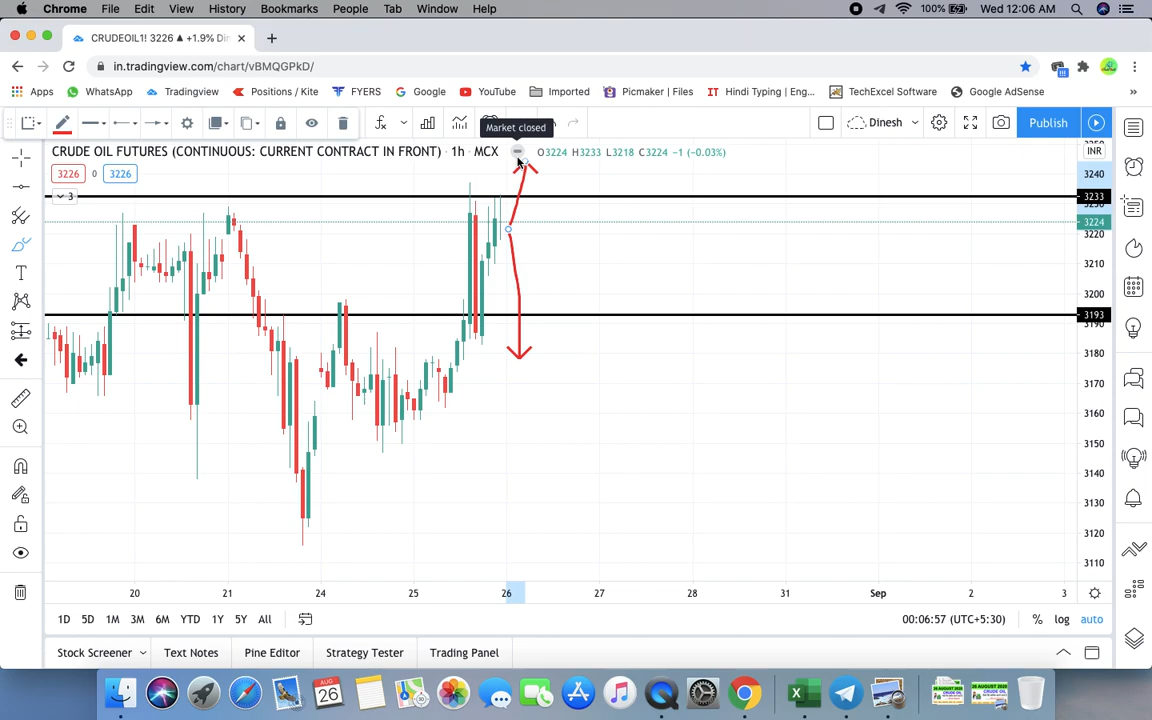 Chrome File Edit View History Bookmarks People Tab Window Help 100% Wed 12:06 AM
CRUDEOIL1! 3226 ▲ +1.9% Din
in.tradingview.com/chart/vBMQGPkD/
Apps WhatsApp Tradingview Positions / Kite FYERS Google YouTube Imported Picmaker | Files Hindi Typing | Eng... TechExcel Software Google AdSense »
Dinesh Publish
Market closed
CRUDE OIL FUTURES (CONTINUOUS: CURRENT CONTRACT IN FRONT) · 1h · MCX O3224 H3233 L3218 C3224 −1 (−0.03%) INR
3226 0 3226
3
3240
3233
3224
3220
3210
3200
3193
3190
3180
3170
3160
3150
3140
3130
3120
3110
20 21 24 25 26 27 28 31 Sep 2 3
1D 5D 1M 3M 6M YTD 1Y 5Y All 00:06:57 (UTC+5:30) % log auto
Stock Screener Text Notes Pine Editor Strategy Tester Trading Panel
AUG
26